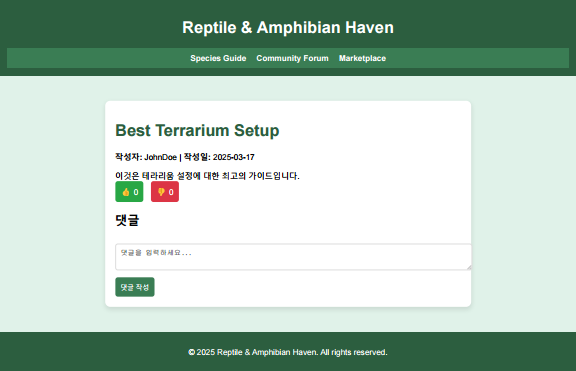 Reptile & Amphibian Haven
Species Guide Community Forum Marketplace
Best Terrarium Setup
작성자: JohnDoe | 작성일: 2025-03-17
이것은 테라리움 설정에 대한 최고의 가이드입니다.
👍 0 👎 0
댓글
댓글을 입력하세요...
댓글 작성
© 2025 Reptile & Amphibian Haven. All rights reserved.